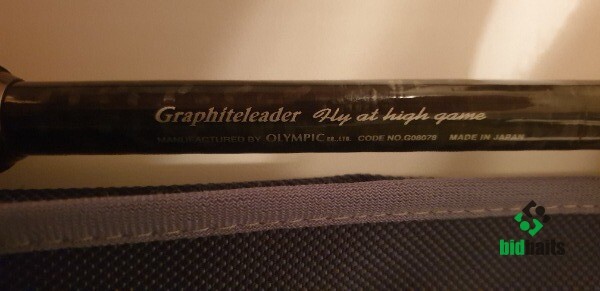 Graphiteleader Fly at high game
MANUFACTURED BY OLYMPIC CO., LTD. CODE NO.G08078 MADE IN JAPAN
bidbaits